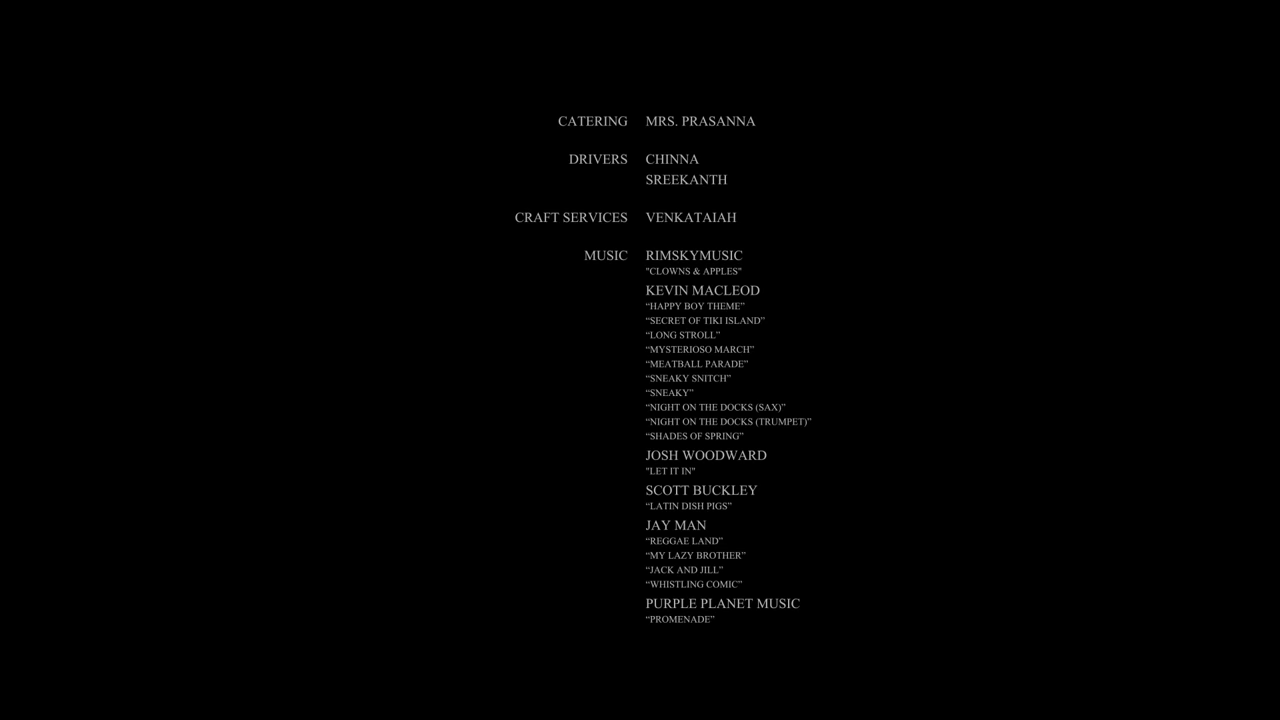 CATERING MRS. PRASANNA
DRIVERS CHINNA
SREEKANTH
CRAFT SERVICES VENKATAIAH
MUSIC RIMSKYMUSIC
"CLOWNS & APPLES"
KEVIN MACLEOD
“HAPPY BOY THEME”
“SECRET OF TIKI ISLAND”
“LONG STROLL”
“MYSTERIOSO MARCH”
“MEATBALL PARADE”
“SNEAKY SNITCH”
“SNEAKY”
“NIGHT ON THE DOCKS (SAX)”
“NIGHT ON THE DOCKS (TRUMPET)”
“SHADES OF SPRING”
JOSH WOODWARD
"LET IT IN"
SCOTT BUCKLEY
“LATIN DISH PIGS”
JAY MAN
“REGGAE LAND”
“MY LAZY BROTHER”
“JACK AND JILL”
“WHISTLING COMIC”
PURPLE PLANET MUSIC
“PROMENADE”